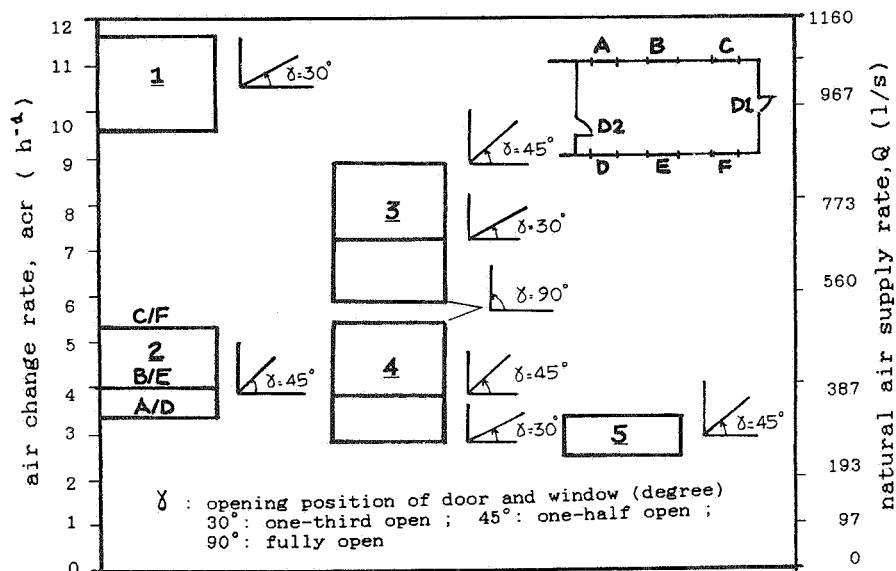 air change rate, acr ( h⁻ᵈ )
12
11
10
9
8
7
6
5
4
3
2
1
0
1
γ=30°
C/F
2
B/E
A/D
γ=45°
3
γ=45°
γ=30°
γ=90°
4
γ=45°
γ=30°
5
γ=45°
A B C
D1
D2
D E F
1160
967
773
560
387
193
97
0
natural air supply rate, Q (l/s)
γ : opening position of door and window (degree)
30°: one-third open ; 45°: one-half open ;
90°: fully open